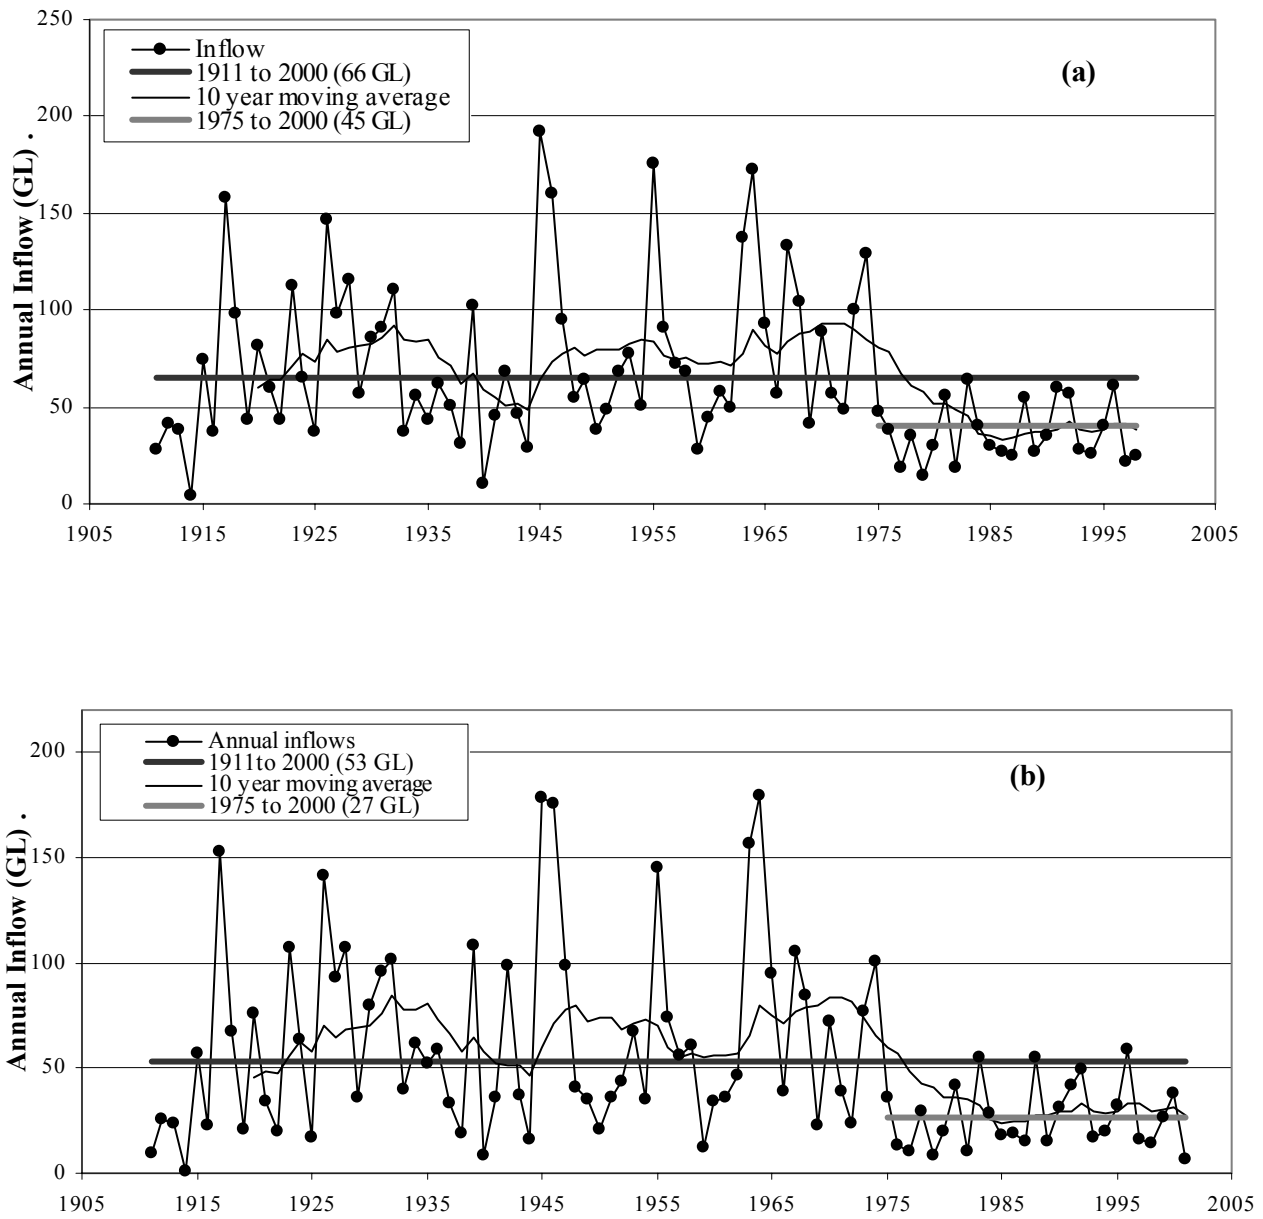 250
Inflow
1911 to 2000 (66 GL)
10 year moving average
1975 to 2000 (45 GL)
(a)
200
150
100
50
0
Annual Inflow (GL) .
1905 1915 1925 1935 1945 1955 1965 1975 1985 1995 2005
Annual inflows
1911to 2000 (53 GL)
10 year moving average
1975 to 2000 (27 GL)
(b)
200
150
100
50
0
Annual Inflow (GL) .
1905 1915 1925 1935 1945 1955 1965 1975 1985 1995 2005